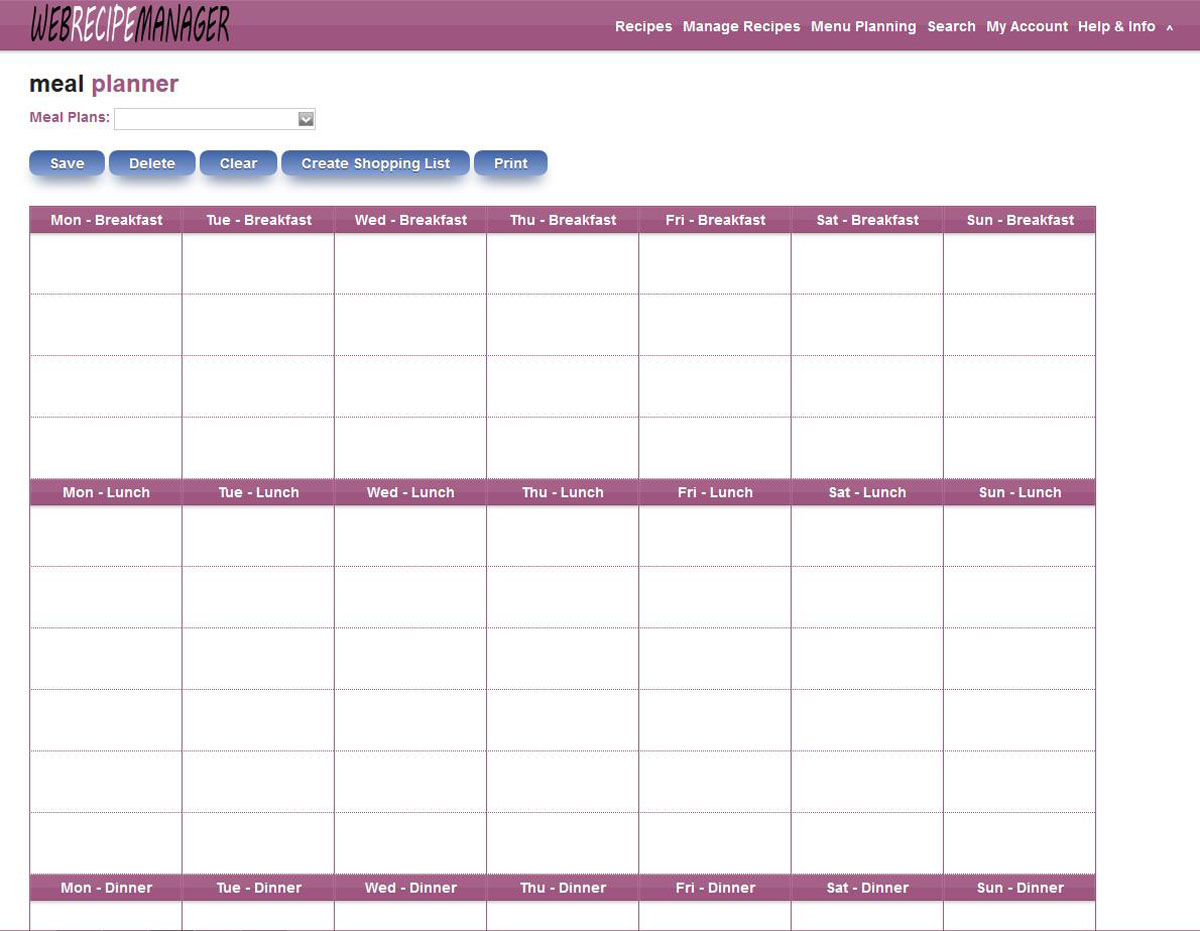 WEBRECIPEMANAGER
Recipes Manage Recipes Menu Planning Search My Account Help & Info ^
meal planner
Meal Plans:
Save Delete Clear Create Shopping List Print
Mon - Breakfast Tue - Breakfast Wed - Breakfast Thu - Breakfast Fri - Breakfast Sat - Breakfast Sun - Breakfast
Mon - Lunch Tue - Lunch Wed - Lunch Thu - Lunch Fri - Lunch Sat - Lunch Sun - Lunch
Mon - Dinner Tue - Dinner Wed - Dinner Thu - Dinner Fri - Dinner Sat - Dinner Sun - Dinner